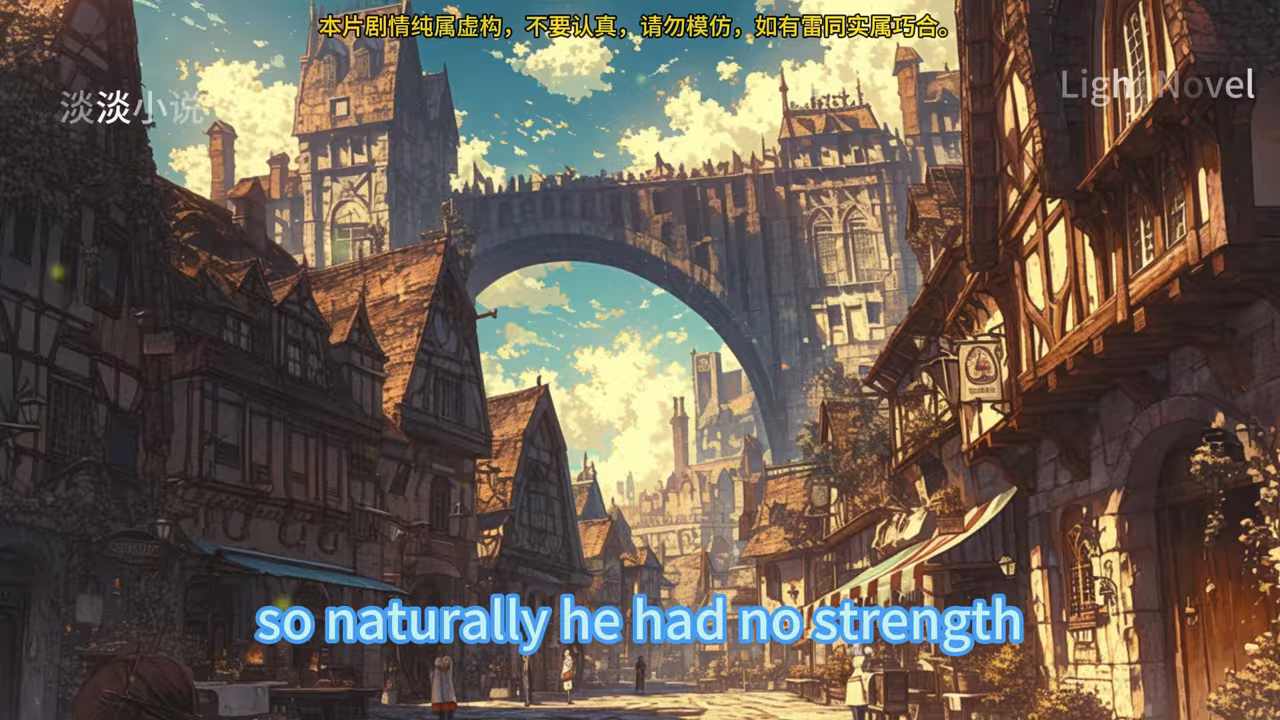 本片剧情纯属虚构，不要认真，请勿模仿，如有雷同实属巧合。
淡淡小说
Light Novel
so naturally he had no strength